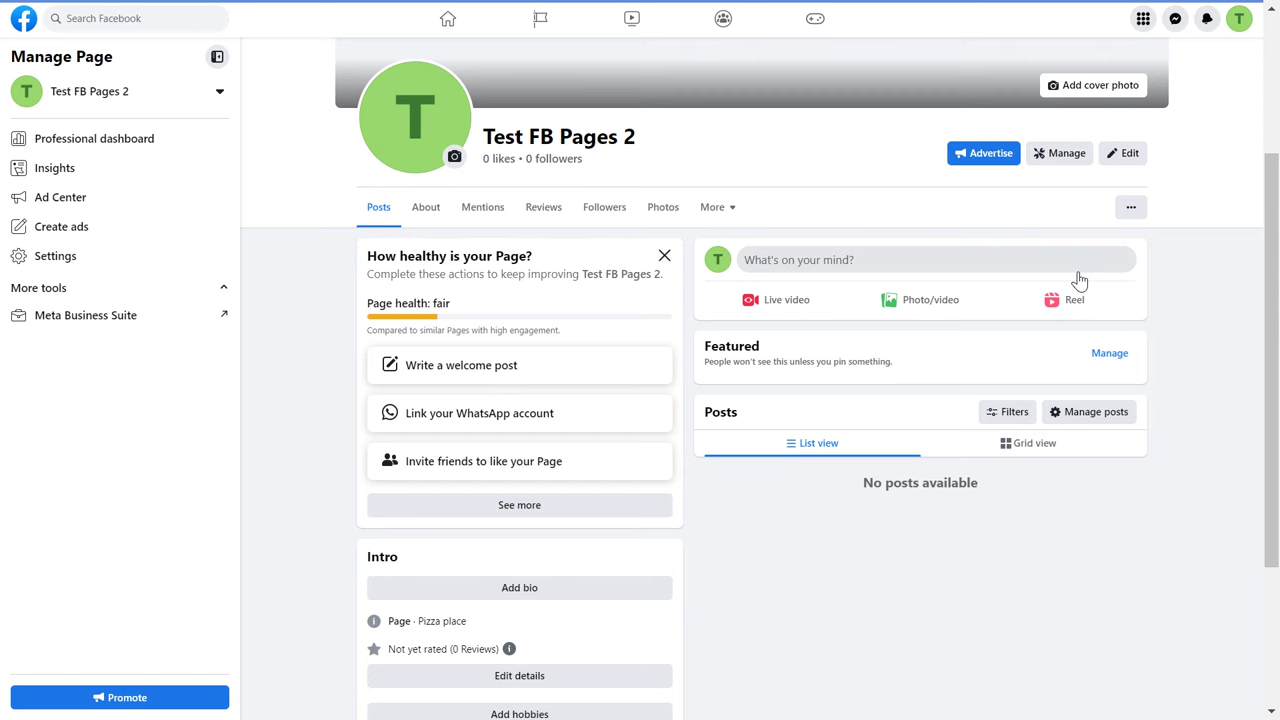 Search Facebook
T
Manage Page
T Test FB Pages 2
Professional dashboard
Insights
Ad Center
Create ads
Settings
More tools
Meta Business Suite
Promote
Add cover photo
T
Test FB Pages 2
0 likes • 0 followers
Advertise Manage Edit
Posts About Mentions Reviews Followers Photos More
How healthy is your Page?
Complete these actions to keep improving Test FB Pages 2.
Page health: fair
Compared to similar Pages with high engagement.
Write a welcome post
Link your WhatsApp account
Invite friends to like your Page
See more
Intro
Add bio
Page · Pizza place
Not yet rated (0 Reviews)
Edit details
Add hobbies
T What's on your mind?
Live video Photo/video Reel
Featured
People won't see this unless you pin something.
Manage
Posts Filters Manage posts
List view Grid view
No posts available